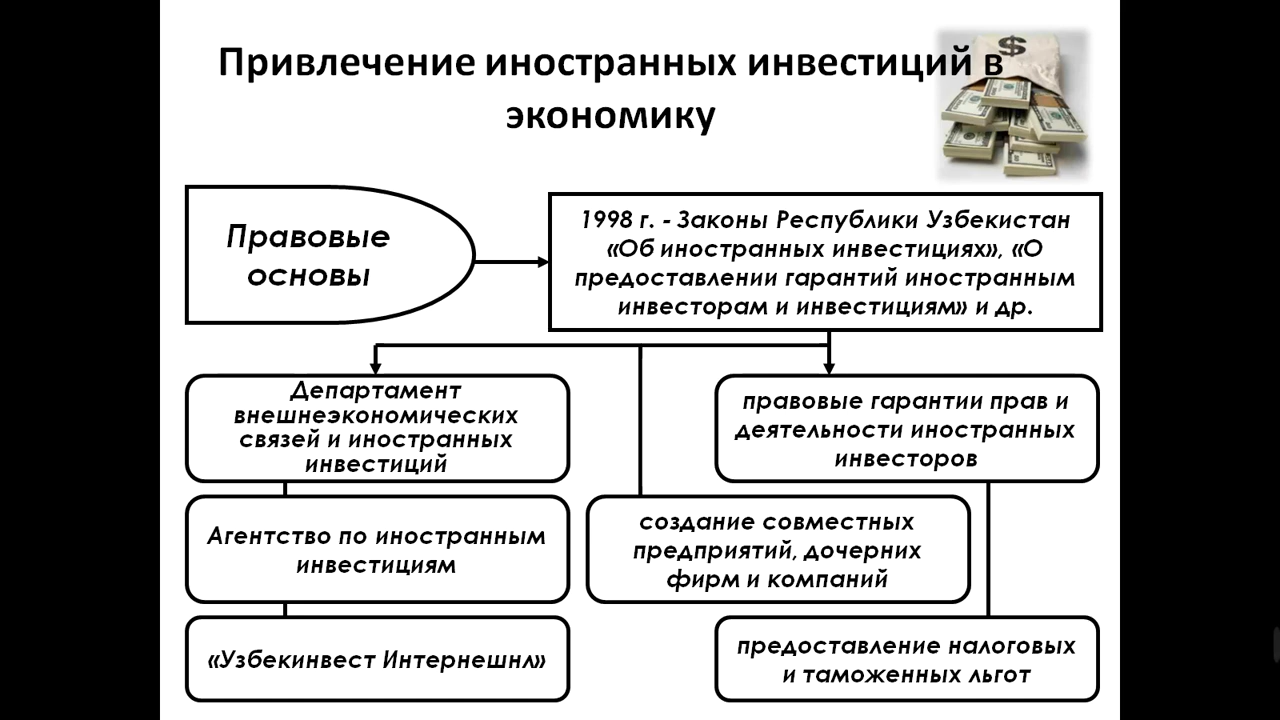 Привлечение иностранных инвестиций в
экономику
$
Правовые
основы
1998 г. - Законы Республики Узбекистан
«Об иностранных инвестициях», «О
предоставлении гарантий иностранным
инвесторам и инвестициям» и др.
Департамент
внешнеэкономических
связей и иностранных
инвестиций
правовые гарантии прав и
деятельности иностранных
инвесторов
Агентство по иностранным
инвестициям
создание совместных
предприятий, дочерних
фирм и компаний
«Узбекинвест Интернешнл»
предоставление налоговых
и таможенных льгот